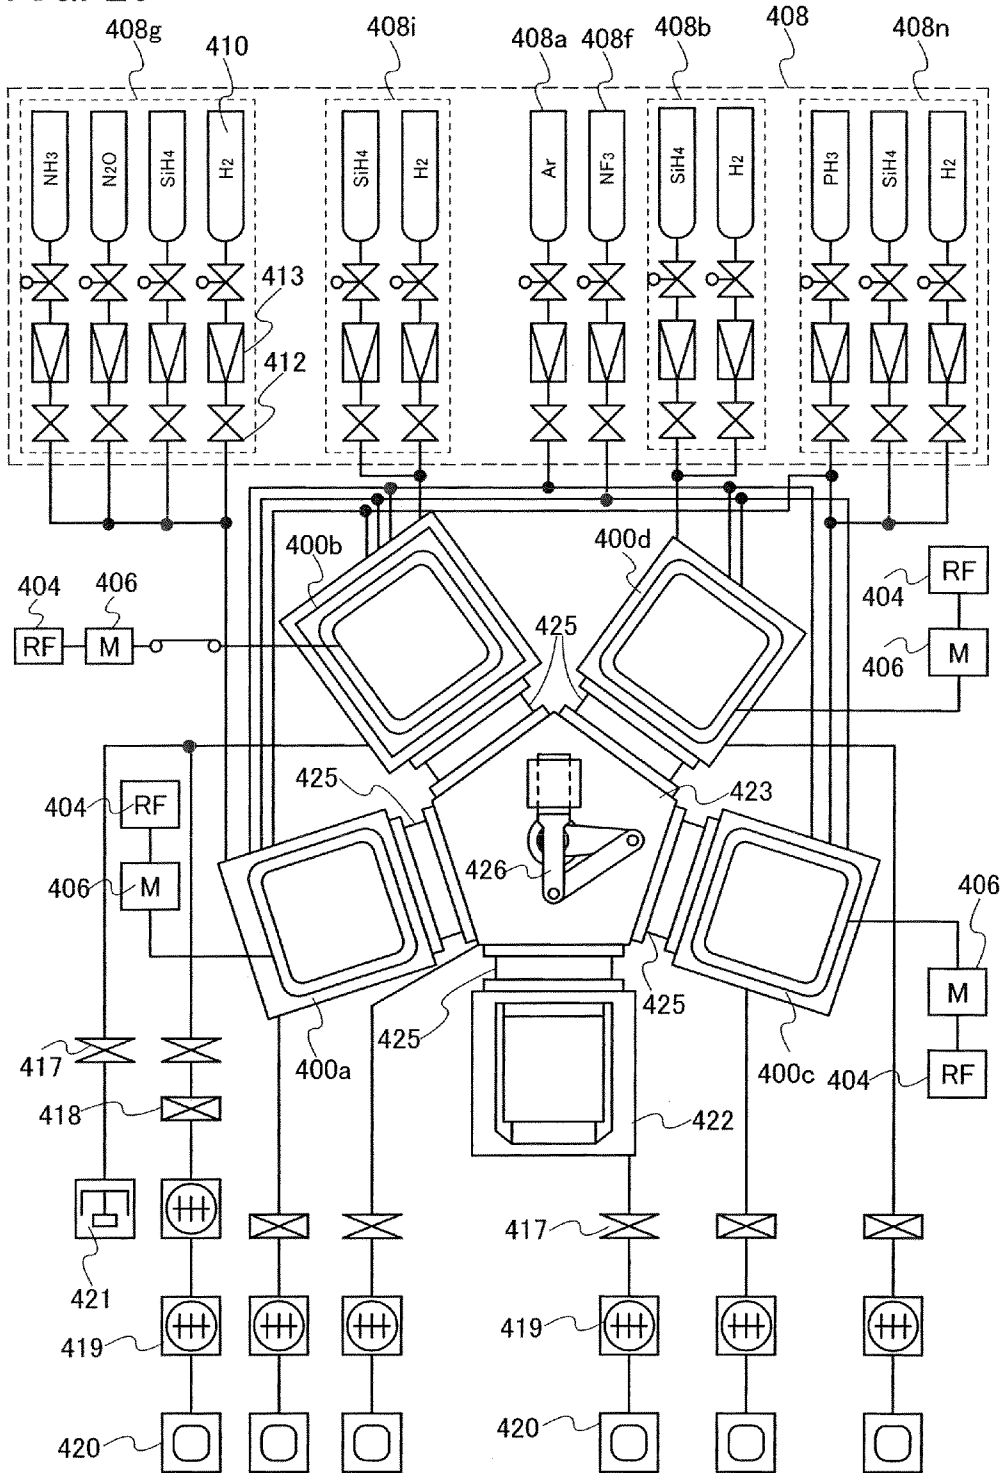 408g 410 408i 408a 408f 408b 408 408n
NH3 N2O SiH4 H2 SiH4 H2 Ar NF3 SiH4 H2 PH3 SiH4 H2
413
412
400b 400d
404 406 RF
RF M 425 404
406 M
425 423
404 RF
406 M 426
406
425 425 M
417 400a 400c 404 RF
418 422
417
421
419 419
420 420